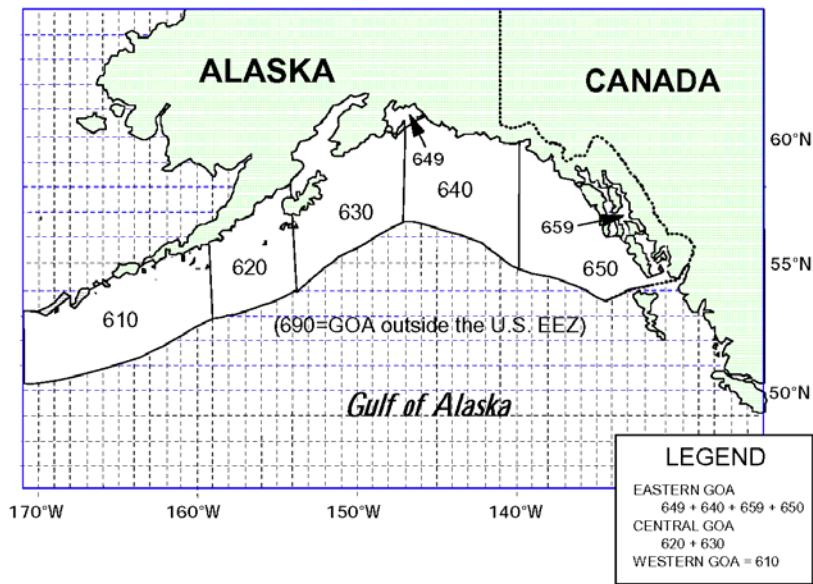 ALASKA
CANADA
60°N
649
630
640
659
620
650
55°N
610
(690=GOA outside the U.S. EEZ)
50°N
Gulf of Alaska
170°W
160°W
150°W
140°W
LEGEND
EASTERN GOA
649 + 640 + 659 + 650
CENTRAL GOA
620 + 630
WESTERN GOA = 610